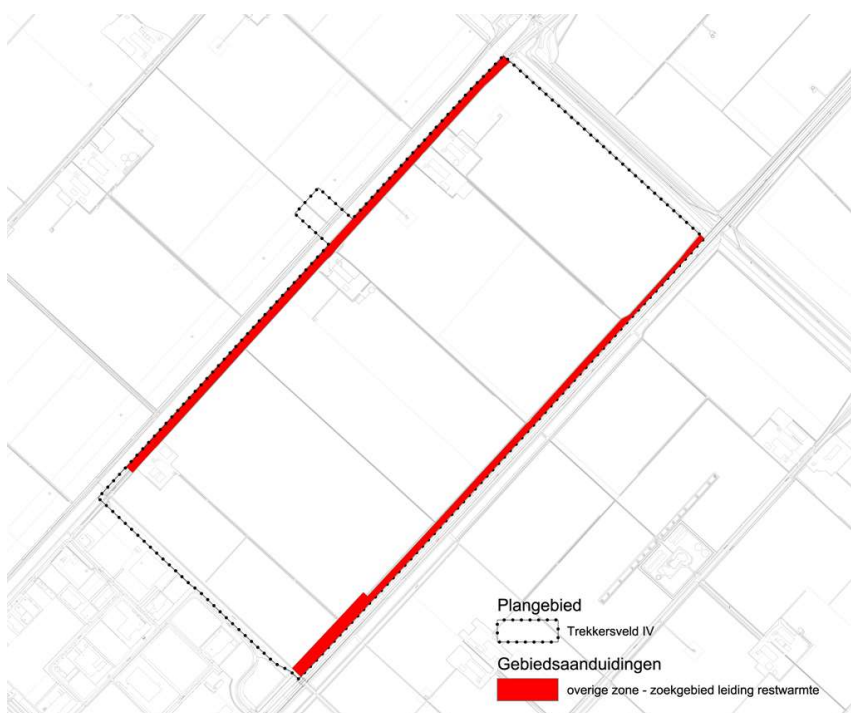 Plangebied
Trekkersveld IV
Gebiedsaanduidingen
overige zone - zoekgebied leiding restwarmte